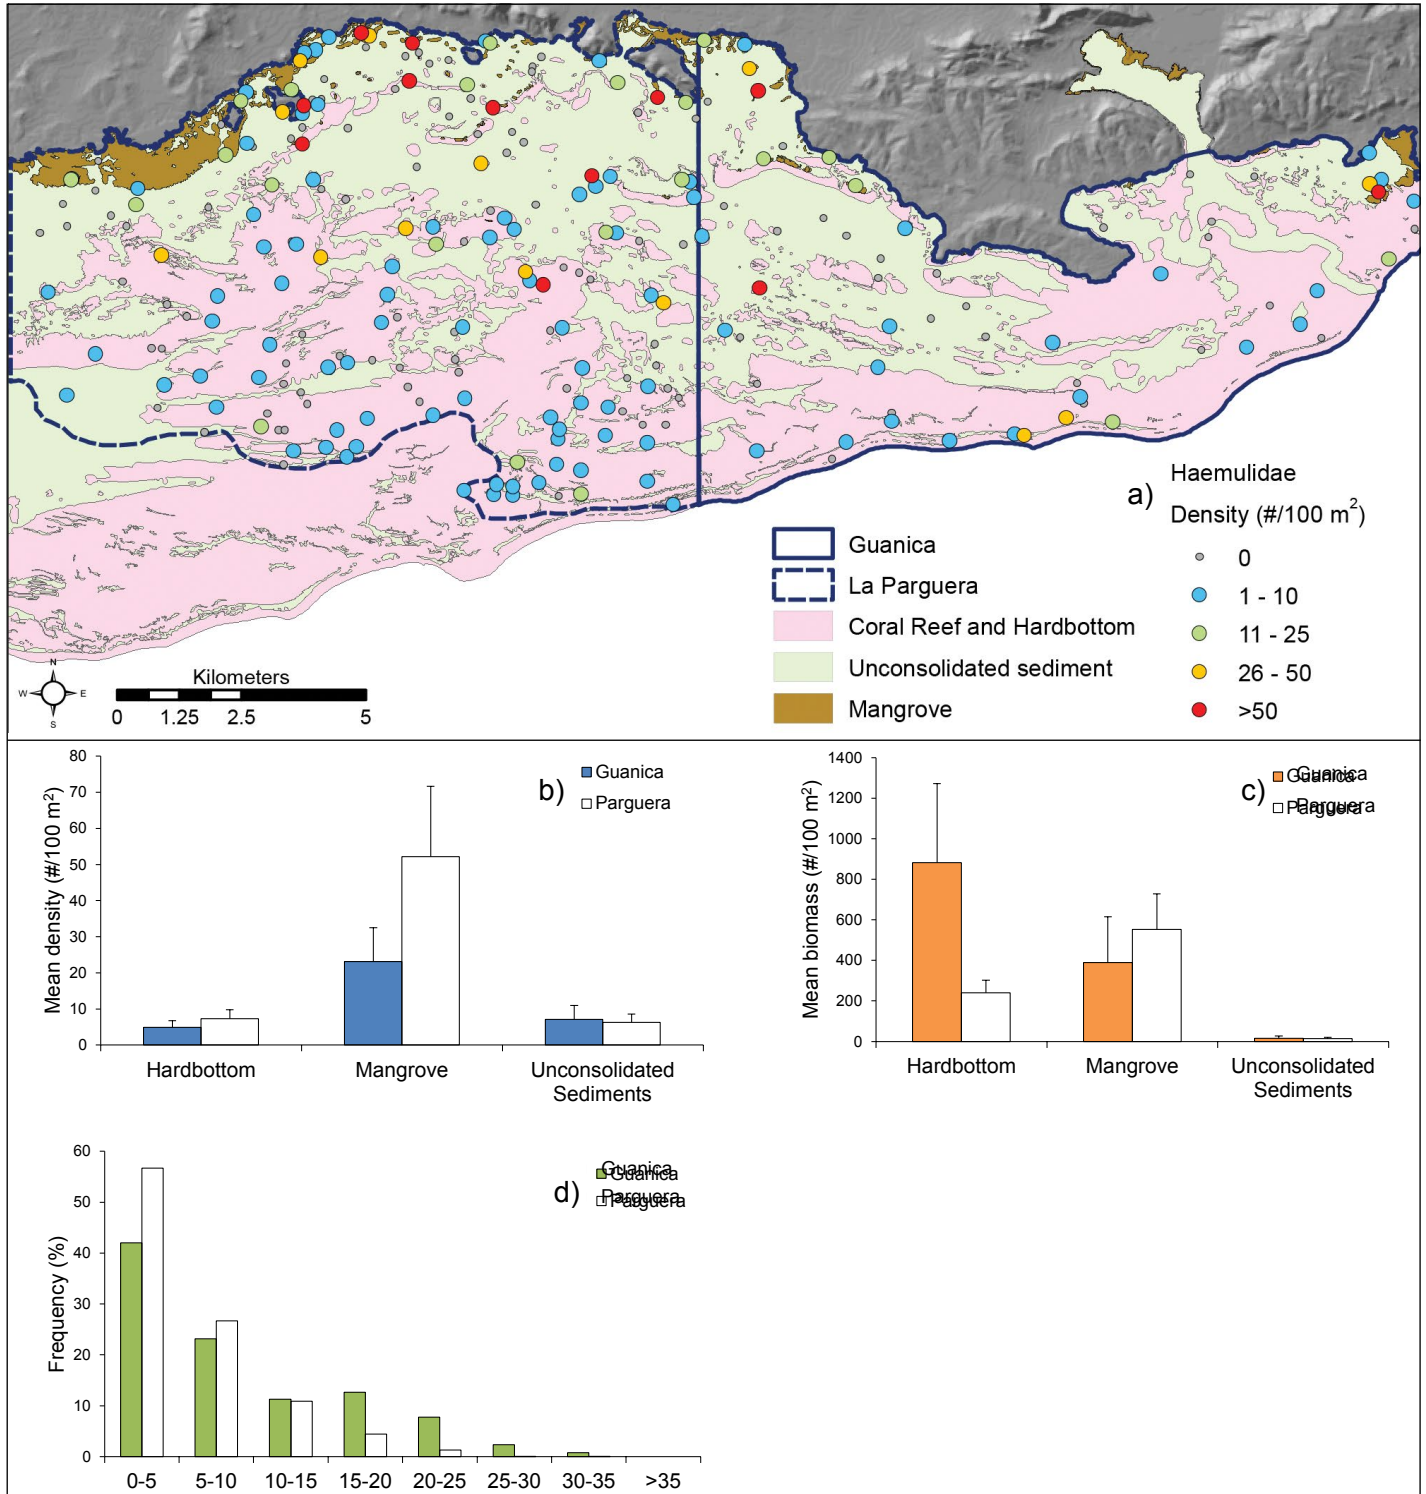 a)
Haemulidae
Density (#/100 m²)
0
1 - 10
11 - 25
26 - 50
>50
Guanica
La Parguera
Coral Reef and Hardbottom
Unconsolidated sediment
Mangrove
N
W E
S
Kilometers
0 1.25 2.5 5
b)
Guanica
Parguera
Mean density (#/100 m²)
80
70
60
50
40
30
20
10
0
Hardbottom Mangrove Unconsolidated
Sediments
c)
Guanica
Guanica
Parguera
Parguera
Mean biomass (#/100 m²)
1400
1200
1000
800
600
400
200
0
Hardbottom Mangrove Unconsolidated
Sediments
d)
Guanica
Guanica
Parguera
Parguera
Frequency (%)
60
50
40
30
20
10
0
0-5 5-10 10-15 15-20 20-25 25-30 30-35 >35